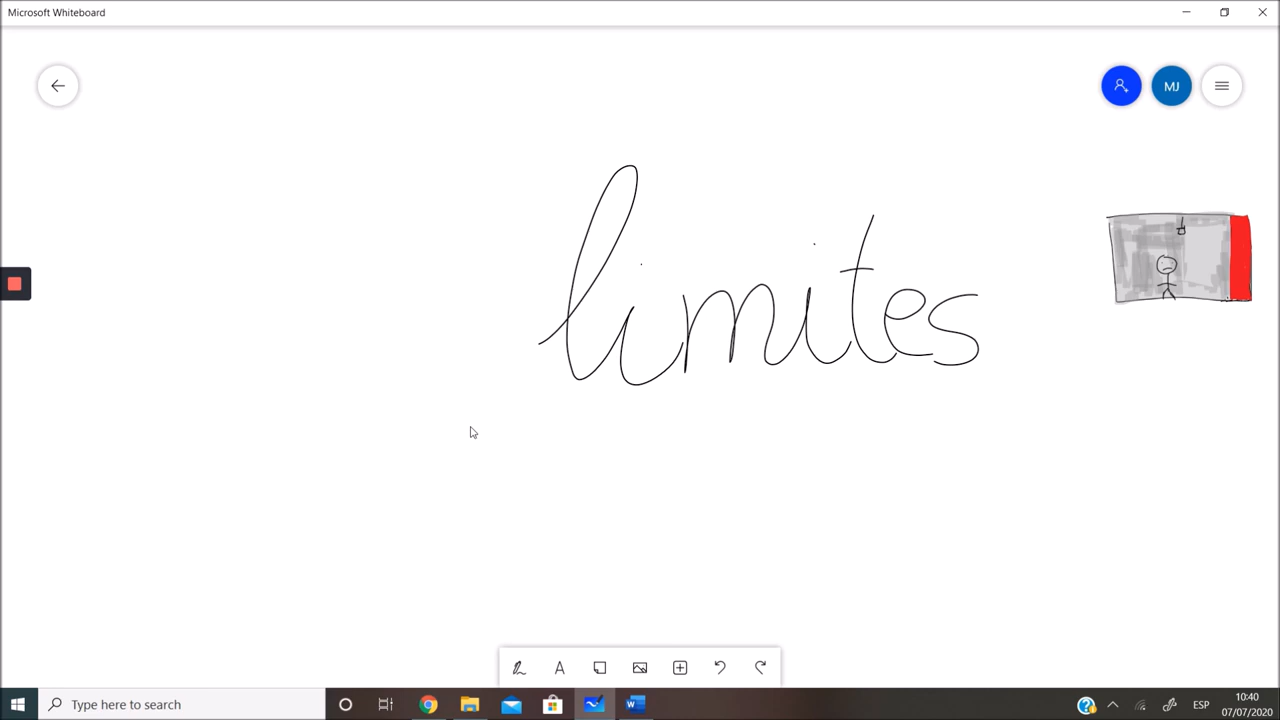 Microsoft Whiteboard
MJ
limites
Type here to search
ESP
10:40
07/07/2020